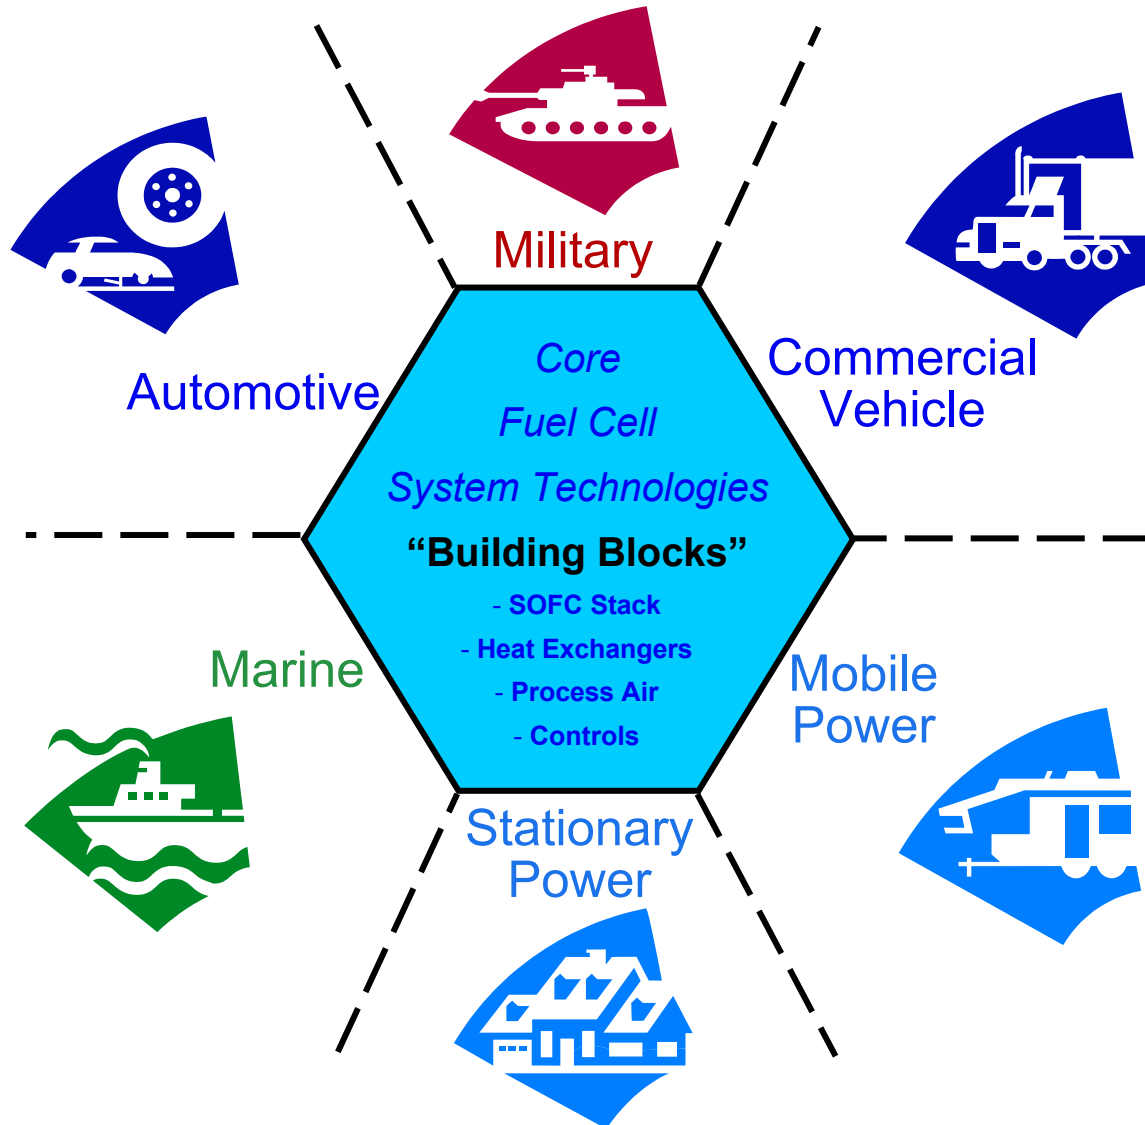 Military
Automotive
Commercial
Vehicle
Core
Fuel Cell
System Technologies
“Building Blocks”
- SOFC Stack
- Heat Exchangers
- Process Air
- Controls
Marine
Mobile
Power
Stationary
Power